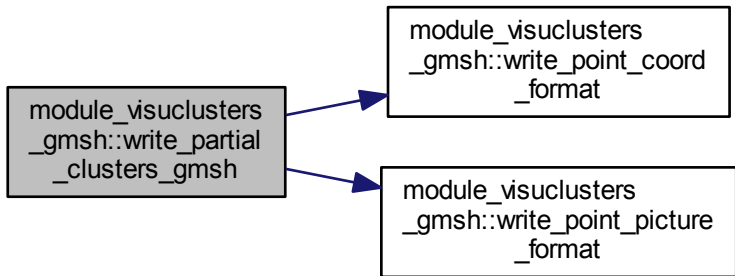 module_visuclusters
_gmsh::write_partial
_clusters_gmsh
module_visuclusters
_gmsh::write_point_coord
_format
module_visuclusters
_gmsh::write_point_picture
_format